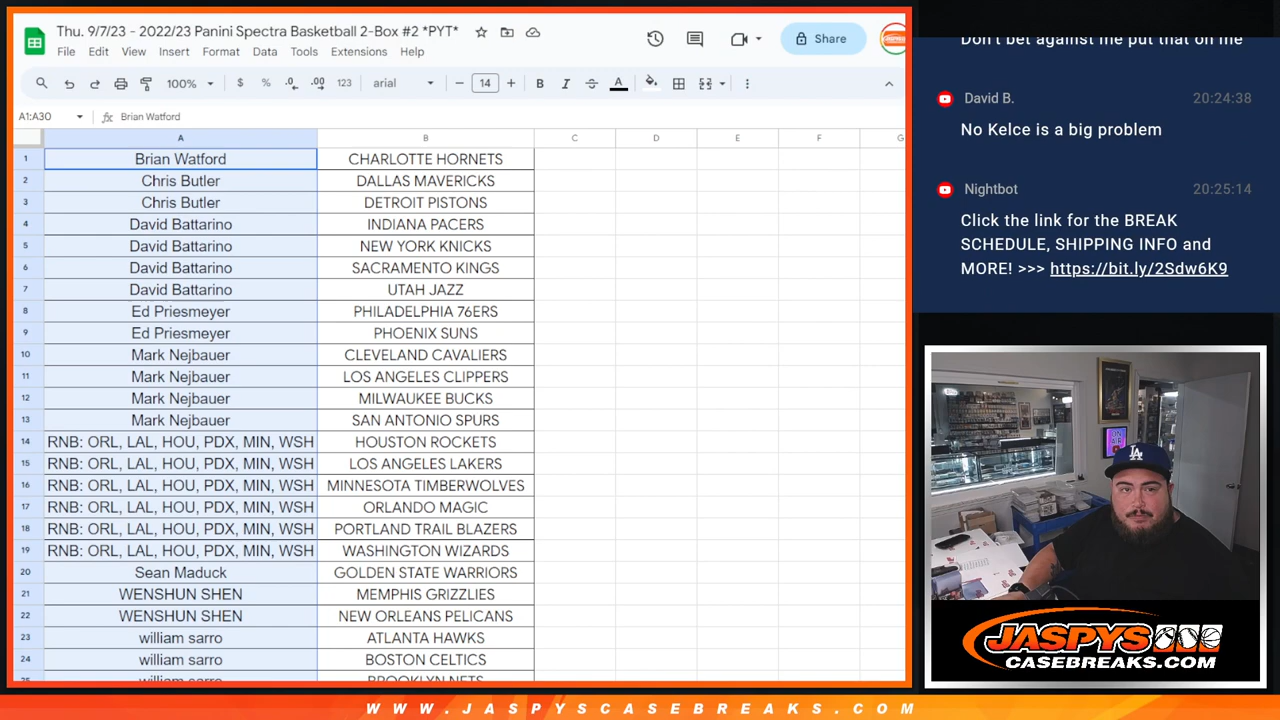 Thu. 9/7/23 - 2022/23 Panini Spectra Basketball 2-Box #2 *PYT*
File Edit View Insert Format Data Tools Extensions Help
Share
100% $ % .0 .00 123 arial 14 B I A
A1:A30 fx Brian Watford
A B C D E F G
1 Brian Watford CHARLOTTE HORNETS
2 Chris Butler DALLAS MAVERICKS
3 Chris Butler DETROIT PISTONS
4 David Battarino INDIANA PACERS
5 David Battarino NEW YORK KNICKS
6 David Battarino SACRAMENTO KINGS
7 David Battarino UTAH JAZZ
8 Ed Priesmeyer PHILADELPHIA 76ERS
9 Ed Priesmeyer PHOENIX SUNS
10 Mark Nejbauer CLEVELAND CAVALIERS
11 Mark Nejbauer LOS ANGELES CLIPPERS
12 Mark Nejbauer MILWAUKEE BUCKS
13 Mark Nejbauer SAN ANTONIO SPURS
14 RNB: ORL, LAL, HOU, PDX, MIN, WSH HOUSTON ROCKETS
15 RNB: ORL, LAL, HOU, PDX, MIN, WSH LOS ANGELES LAKERS
16 RNB: ORL, LAL, HOU, PDX, MIN, WSH MINNESOTA TIMBERWOLVES
17 RNB: ORL, LAL, HOU, PDX, MIN, WSH ORLANDO MAGIC
18 RNB: ORL, LAL, HOU, PDX, MIN, WSH PORTLAND TRAIL BLAZERS
19 RNB: ORL, LAL, HOU, PDX, MIN, WSH WASHINGTON WIZARDS
20 Sean Maduck GOLDEN STATE WARRIORS
21 WENSHUN SHEN MEMPHIS GRIZZLIES
22 WENSHUN SHEN NEW ORLEANS PELICANS
23 william sarro ATLANTA HAWKS
24 william sarro BOSTON CELTICS
25 william sarro BROOKLYN NETS
Don't bet against me put that on me
David B. 20:24:38
No Kelce is a big problem
Nightbot 20:25:14
Click the link for the BREAK
SCHEDULE, SHIPPING INFO and
MORE! >>> https://bit.ly/2Sdw6K9
ON AIR
LA
JASPYS
CASEBREAKS.COM
WWW.JASPYSCASEBREAKS.COM